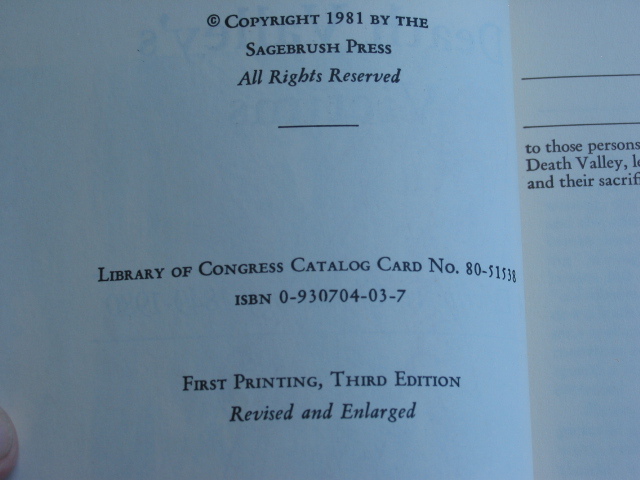 © Copyright 1981 by the
Sagebrush Press
All Rights Reserved
Library of Congress Catalog Card No. 80-51538
ISBN 0-930704-03-7
First Printing, Third Edition
Revised and Enlarged
to those persons
Death Valley,
and their